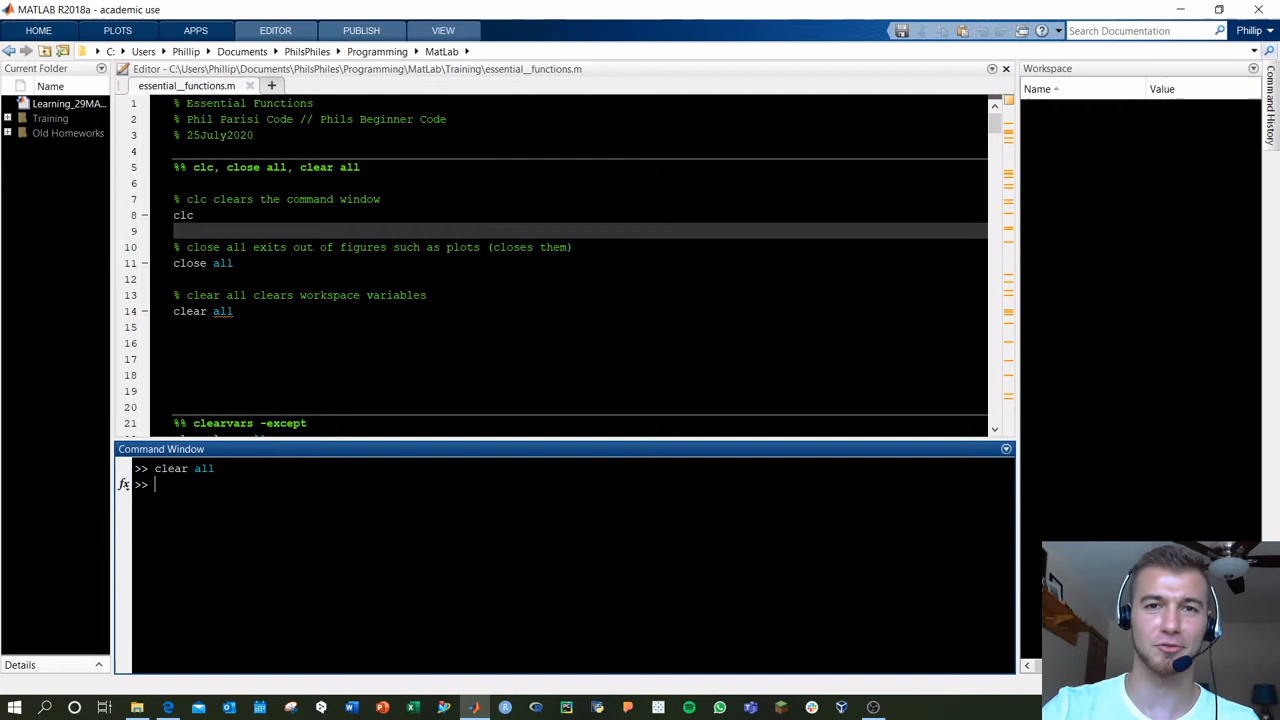 MATLAB R2018a - academic use
HOME PLOTS APPS EDITOR PUBLISH VIEW Search Documentation Phillip
C: Users Phillip Documents PhilsPhiles Programming MatLab
Current Folder
Name
Learning_29MA...
Training
Old Homeworks
Details
Editor - C:\Users\Phillip\Documents\PhilsPhiles\Programming\MatLab\Training\essential__functions.m
essential__functions.m
1 % Essential Functions
2 % Phil Parisi Code // Phils Beginner Code
3 % 25July2020
4
5 %% clc, close all, clear all
6
7 % clc clears the command window
8 clc
9
10 % close all exits out of figures such as plots (closes them)
11 close all
12
13 % clear all clears workspace variables
14 clear all
15
16
17
18
19
20
21 %% clearvars -except
Command Window
>> clear all
fx >>
Workspace
Name Value
Command History